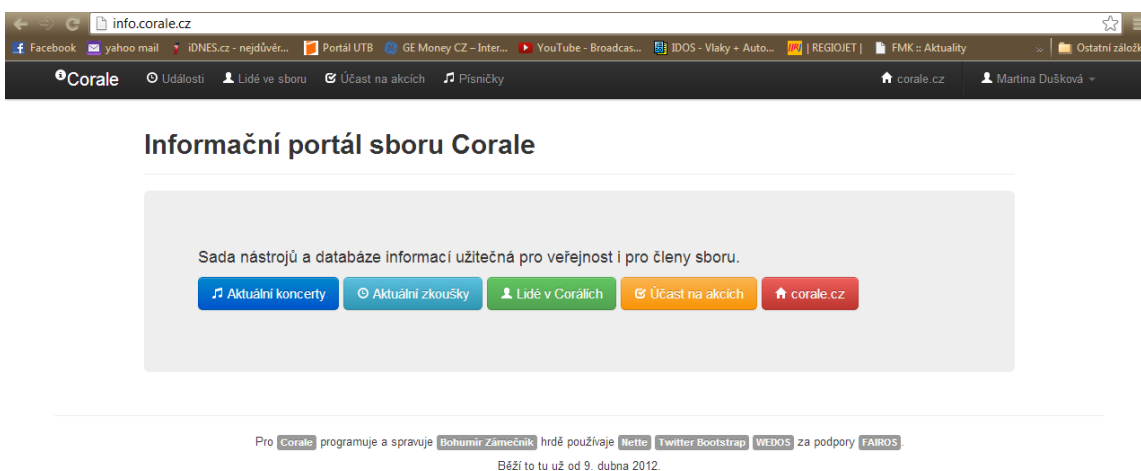 info.corale.cz
Facebook yahoo mail iDNES.cz - nejdůvěr... Portál UTB GE Money CZ – Inter... YouTube - Broadcas... IDOS - Vlaky + Auto... | REGIOJET | FMK :: Aktuality » Ostatní záložk
Corale Události Lidé ve sboru Účast na akcích Písničky corale.cz Martina Dušková
Informační portál sboru Corale
Sada nástrojů a databáze informací užitečná pro veřejnost i pro členy sboru.
Aktuální koncerty Aktuální zkoušky Lidé v Corálích Účast na akcích corale.cz
Pro Corale programuje a spravuje Bohumír Zámečník hrdě používaje Nette Twitter Bootstrap WEDOS za podpory FAIROS.
Běží to tu už od 9. dubna 2012.